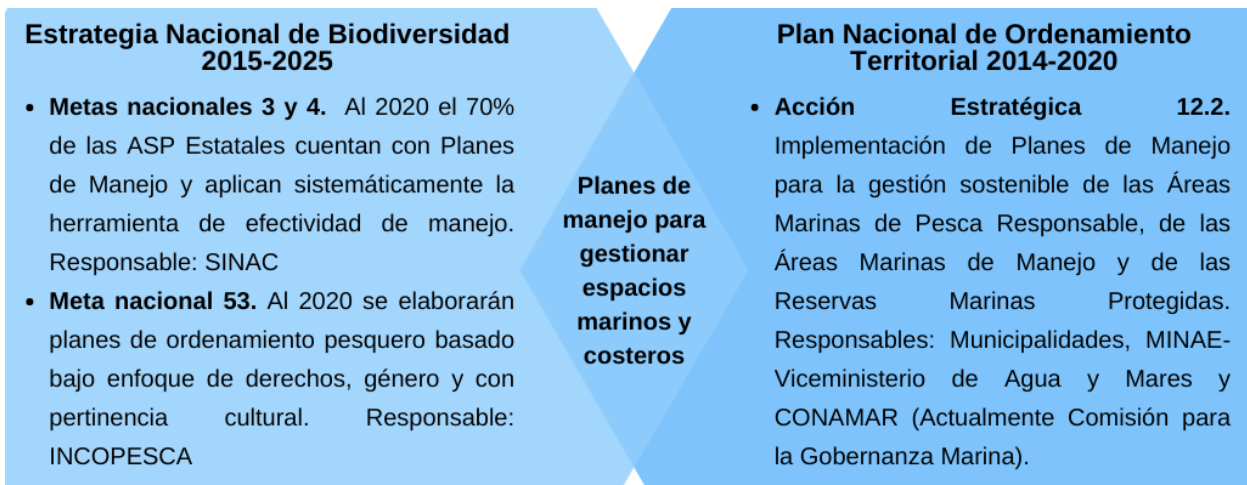 Estrategia Nacional de Biodiversidad
2015-2025
• Metas nacionales 3 y 4. Al 2020 el 70%
de las ASP Estatales cuentan con Planes
de Manejo y aplican sistemáticamente la
herramienta de efectividad de manejo.
Responsable: SINAC
• Meta nacional 53. Al 2020 se elaborarán
planes de ordenamiento pesquero basado
bajo enfoque de derechos, género y con
pertinencia cultural. Responsable:
INCOPESCA
Planes de
manejo para
gestionar
espacios
marinos y
costeros
Plan Nacional de Ordenamiento
Territorial 2014-2020
• Acción Estratégica 12.2.
Implementación de Planes de Manejo
para la gestión sostenible de las Áreas
Marinas de Pesca Responsable, de las
Áreas Marinas de Manejo y de las
Reservas Marinas Protegidas.
Responsables: Municipalidades, MINAE-
Viceministerio de Agua y Mares y
CONAMAR (Actualmente Comisión para
la Gobernanza Marina).